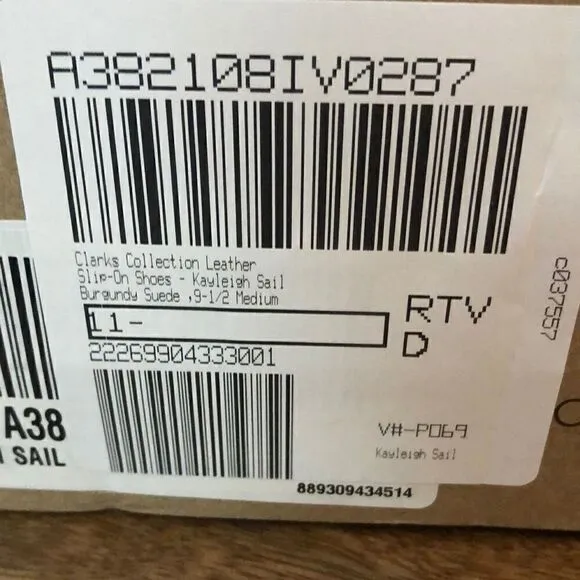 A382108IV0287
Clarks Collection Leather
Slip-On Shoes - Kayleigh Sail
Burgundy Suede ,9-1/2 Medium
11-
RTV
D
22269904333001
c037557
V#-P069
Kayleigh Sail
A38
SAIL
889309434514